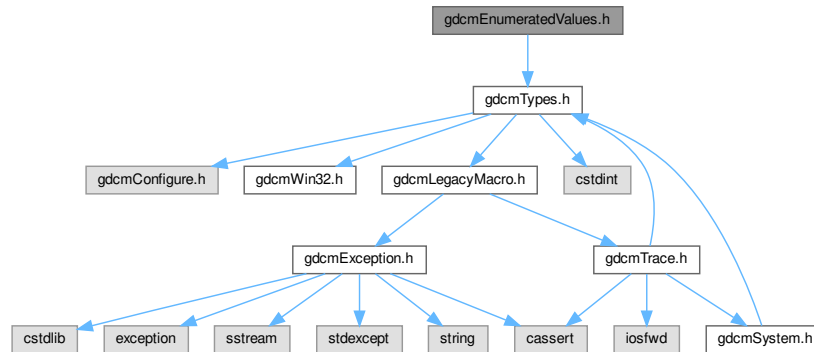 gdcmEnumeratedValues.h
gdcmTypes.h
gdcmConfigure.h
gdcmWin32.h
gdcmLegacyMacro.h
cstdint
gdcmException.h
gdcmTrace.h
cstdlib
exception
sstream
stdexcept
string
cassert
iosfwd
gdcmSystem.h